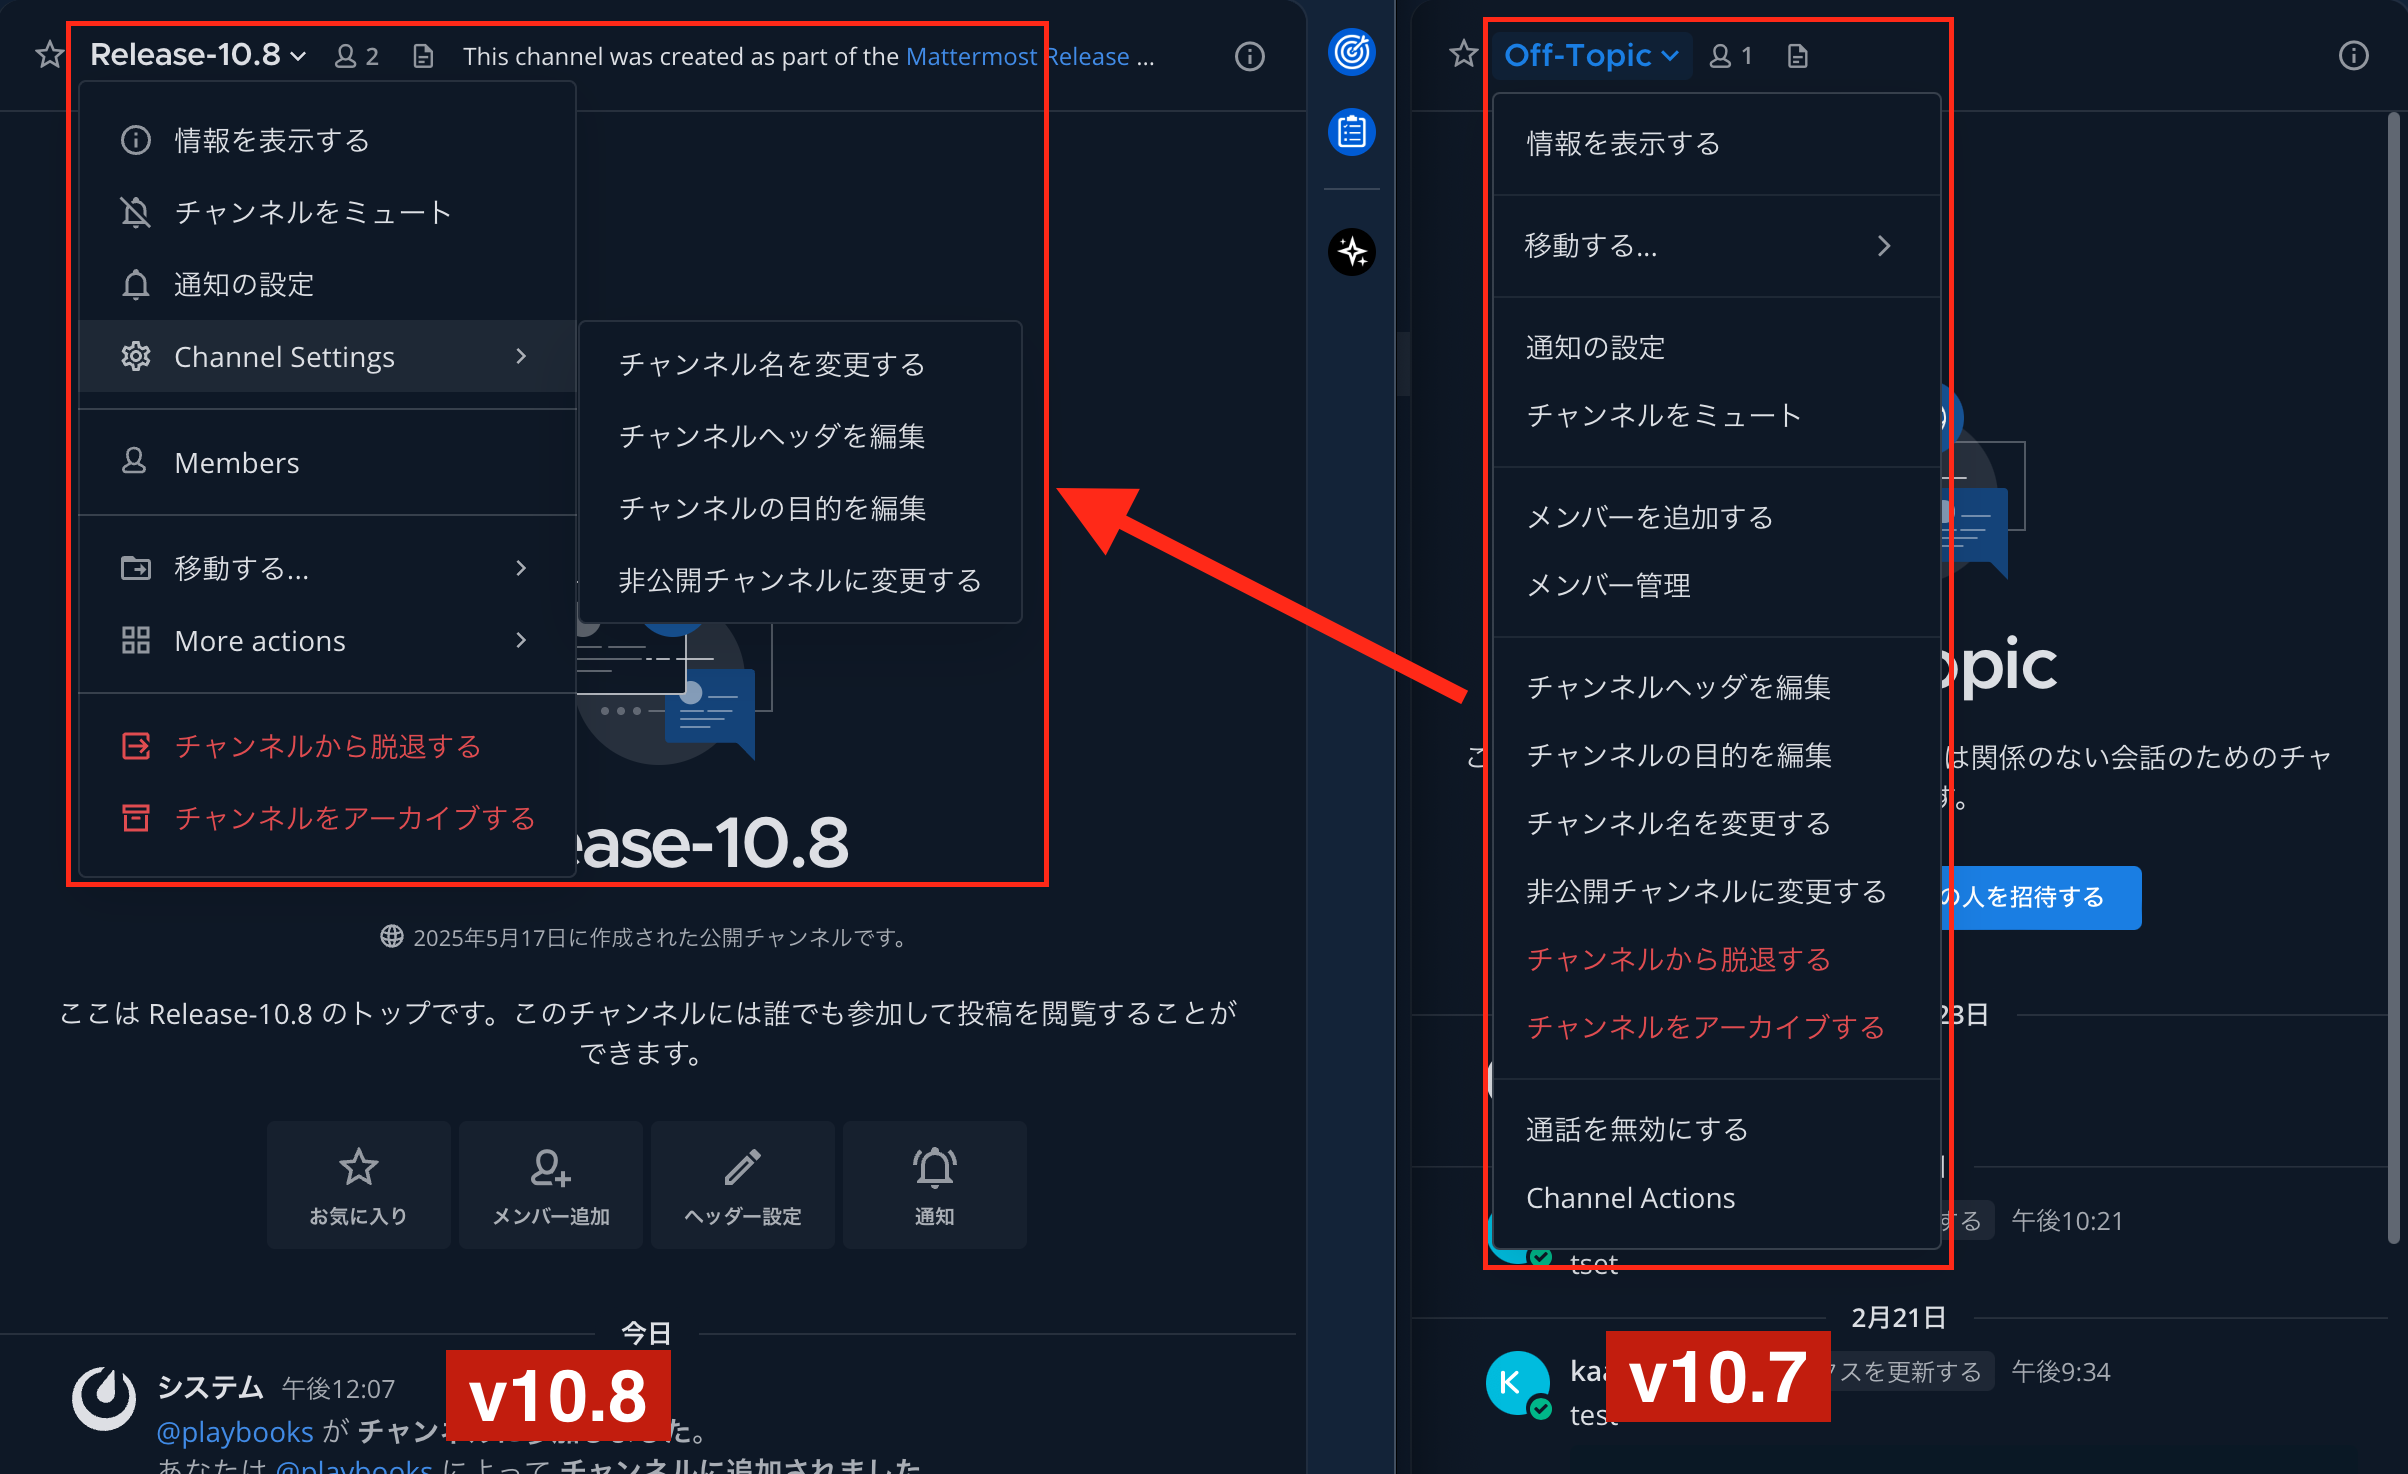 Release-10.8
2
This channel was created as part of the Mattermost Release ...
情報を表示する
チャンネルをミュート
通知の設定
Channel Settings
Members
移動する...
More actions
チャンネルから脱退する
チャンネルをアーカイブする
チャンネル名を変更する
チャンネルヘッダを編集
チャンネルの目的を編集
非公開チャンネルに変更する
ease-10.8
2025年5月17日に作成された公開チャンネルです。
ここは Release-10.8 のトップです。このチャンネルには誰でも参加して投稿を閲覧することが
できます。
お気に入り
メンバー追加
ヘッダー設定
通知
今日
システム 午後12:07
@playbooks が チャン
あなたは @playbooks によって チャンネルに追加されました
v10.8
Off-Topic
1
情報を表示する
移動する...
通知の設定
チャンネルをミュート
メンバーを追加する
メンバー管理
チャンネルヘッダを編集
チャンネルの目的を編集
チャンネル名を変更する
非公開チャンネルに変更する
チャンネルから脱退する
チャンネルをアーカイブする
通話を無効にする
Channel Actions
opic
こ
は関係のない会話のためのチャ
す。
の人を招待する
23日
する 午後10:21
tset
2月21日
kaa
スを更新する 午後9:34
test
K
v10.7